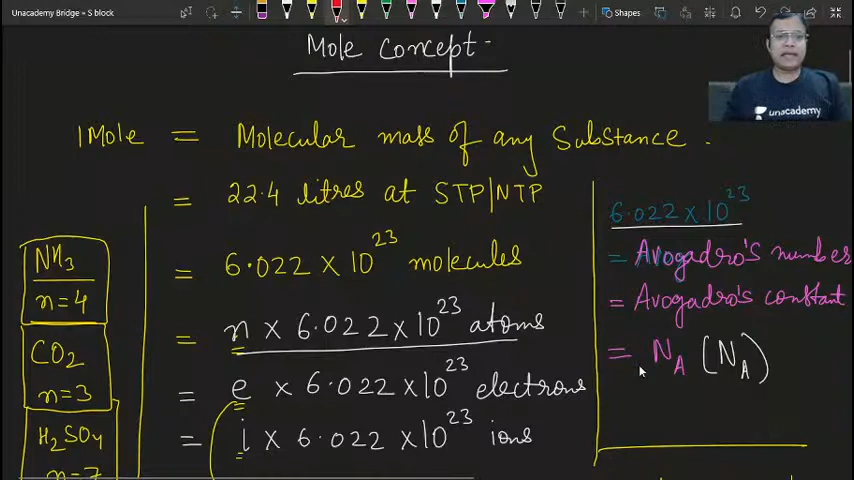 Unacademy Bridge - S block
Shapes
Mole Concept -
unacademy
1 Mole = Molecular mass of any Substance.
= 22.4 litres at STP/NTP
= 6.022 X 10^23 molecules
= n x 6.022 x 10^23 atoms
= e x 6.022 x 10^23 electrons
= i x 6.022 x 10^23 ions
NH3
n=4
CO2
n=3
H2SO4
n=7
6.022 x 10^23
= Avogadro's number
= Avogadro's constant
= NA (NA)